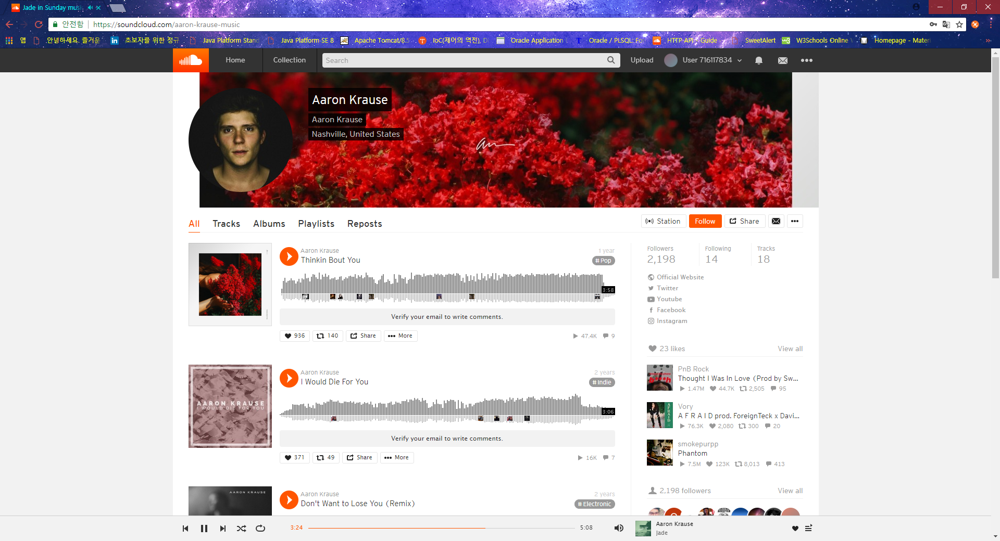 Jade in Sunday mus
안전함 | https://soundcloud.com/aaron-krause-music
앱 안녕하세요. 즐거운 초보자를 위한 정규 Java Platform Stand Java Platform SE 8 Apache Tomcat/8.5 IoC(제어의 역전), D Oracle Application Oracle / PLSQL: Fo HTTP API - Guide SweetAlert W3Schools Online Homepage - Materi
Home Collection Search Upload User 716117834
Aaron Krause
Aaron Krause
Nashville, United States
All Tracks Albums Playlists Reposts Station Follow Share
Aaron Krause 1 year
Thinkin Bout You # Pop
3:58
Verify your email to write comments.
936 140 Share More 47.4K 9
AARON KRAUSE
I WOULD DIE FOR YOU
Aaron Krause 2 years
I Would Die For You # Indie
3:06
Verify your email to write comments.
371 49 Share More 16K 7
AARON KRAUSE
Aaron Krause 2 years
Don't Want to Lose You (Remix) # Electronic
Followers Following Tracks
2,198 14 18
Official Website
Twitter
Youtube
Facebook
Instagram
23 likes View all
PnB Rock
Thought I Was In Love (Prod by Sw...
1.47M 44.7K 2,505 95
AFRAID
Vory
A F R A I D prod. ForeignTeck x Davi...
76.3K 2,080 300 20
smokepurpp
Phantom
7.5M 123K 8,013 413
2,198 followers View all
ACCEPTED
3:24 5:08
Aaron Krause
Jade